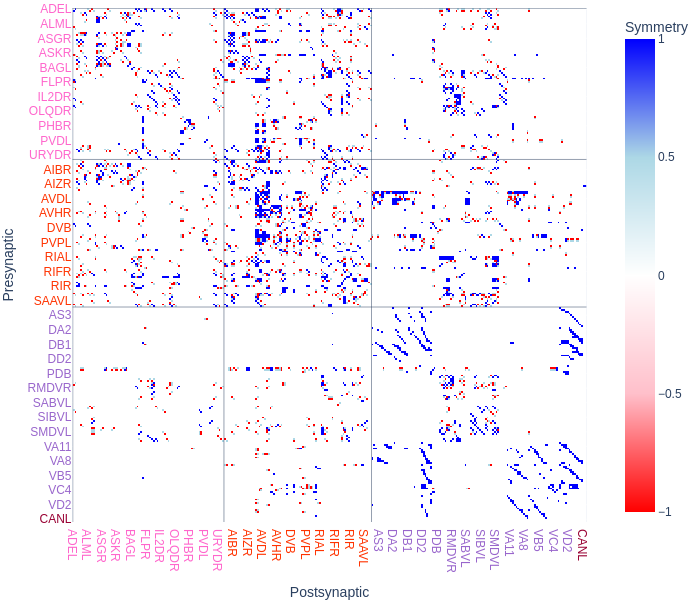 Symmetry
1
0.5
0
−0.5
−1
Presynaptic
ADEL
ALML
ASGR
ASKR
BAGL
FLPR
IL2DR
OLQDR
PHBR
PVDL
URYDR
AIBR
AIZR
AVDL
AVHR
DVB
PVPL
RIAL
RIFR
RIR
SAAVL
AS3
DA2
DB1
DD2
PDB
RMDVR
SABVL
SIBVL
SMDVL
VA11
VA8
VB5
VC4
VD2
CANL
ADEL ALML ASGR ASKR BAGL FLPR IL2DR OLQDR PHBR PVDL URYDR AIBR AIZR AVDL AVHR DVB PVPL RIAL RIFR RIR SAAVL AS3 DA2 DB1 DD2 PDB RMDVR SABVL SIBVL SMDVL VA11 VA8 VB5 VC4 VD2 CANL
Postsynaptic